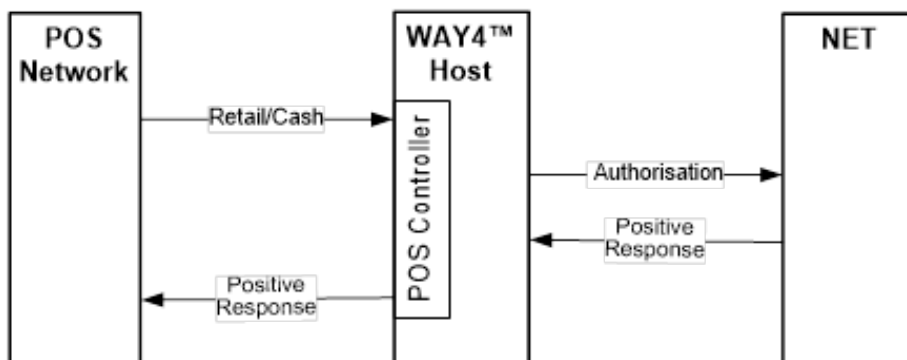 POS
Network
WAY4™
Host
NET
Retail/Cash
POS Controller
Authorisation
Positive
Response
Positive
Response